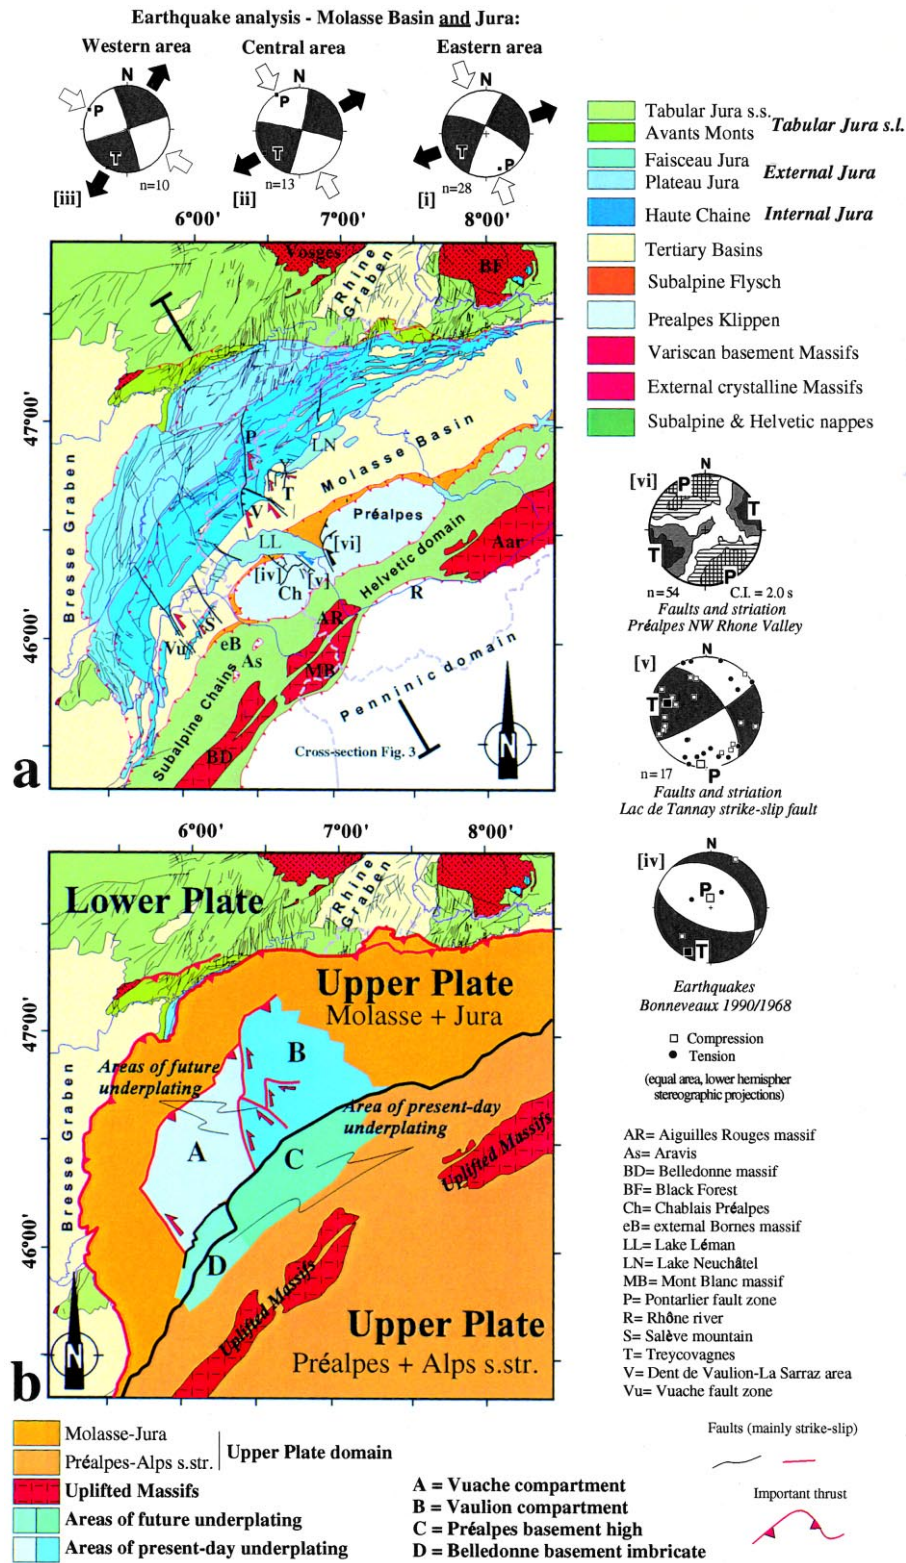 Earthquake analysis - Molasse Basin and Jura:
Western area
Central area
Eastern area
N
N
N
P
P
P
T
T
T
n=10
n=13
n=28
[iii]
[ii]
[i]
6°00'
7°00'
8°00'
Tabular Jura s.s.
Avants Monts
Tabular Jura s.l.
Faisceau Jura
Plateau Jura
External Jura
Haute Chaine
Internal Jura
Tertiary Basins
Subalpine Flysch
Prealpes Klippen
Variscan basement Massifs
External crystalline Massifs
Subalpine & Helvetic nappes
Vosges
Rhine
Graben
BF
47°00'
46°00'
Bresse Graben
P
LN
Molasse Basin
Y
T
V
LL
Préalpes
[vi]
[iv]
[v]
Ch
Helvetic domain
Aar
R
AR
S
Vu
eB
As
MB
Penninic domain
Subalpine Chains
BD
Cross-section Fig. 3
N
a
[vi]
N
P
T
T
P
n=54
C.I. = 2.0 s
Faults and striation
Préalpes NW Rhone Valley
[v]
N
T
P
n=17
Faults and striation
Lac de Tannay strike-slip fault
[iv]
N
P
T
Earthquakes
Bonneveaux 1990/1968
Compression
Tension
(equal area, lower hemispher
stereographic projections)
6°00'
7°00'
8°00'
Lower Plate
Rhine
Graben
Upper Plate
Molasse + Jura
47°00'
46°00'
Bresse Graben
Areas of future
underplating
B
Area of present-day
underplating
A
C
D
Uplifted Massifs
Uplifted Massifs
Upper Plate
Préalpes + Alps s.str.
N
b
AR= Aiguilles Rouges massif
As= Aravis
BD= Belledonne massif
BF= Black Forest
Ch= Chablais Préalpes
eB= external Bornes massif
LL= Lake Léman
LN= Lake Neuchâtel
MB= Mont Blanc massif
P= Pontarlier fault zone
R= Rhône river
S= Salève mountain
T= Treycovagnes
V= Dent de Vaulion-La Sarraz area
Vu= Vuache fault zone
Molasse-Jura
Préalpes-Alps s.str.
Upper Plate domain
Uplifted Massifs
Areas of future underplating
Areas of present-day underplating
A = Vuache compartment
B = Vaulion compartment
C = Préalpes basement high
D = Belledonne basement imbricate
Faults (mainly strike-slip)
Important thrust